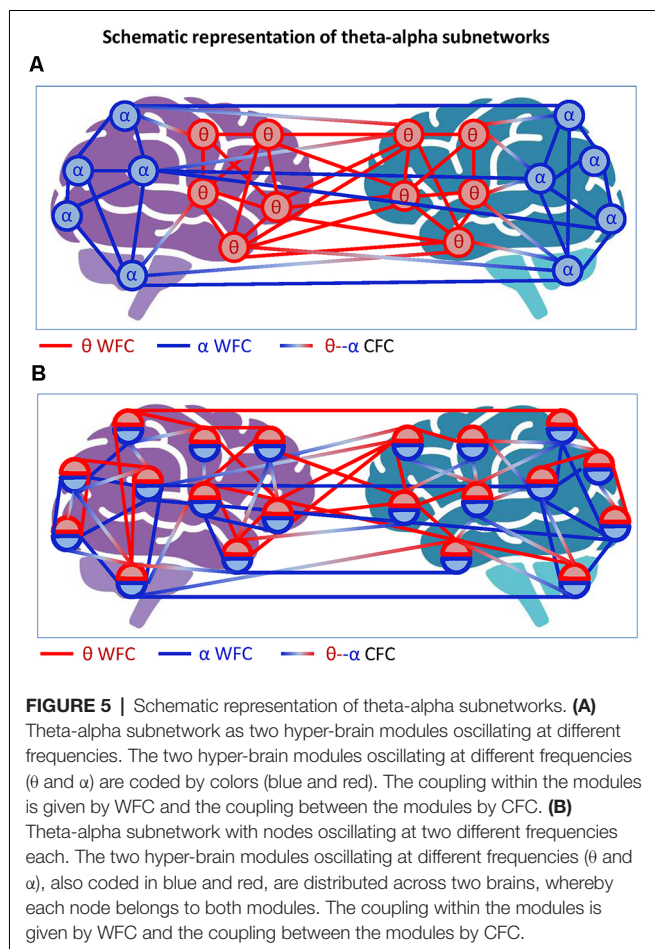 Schematic representation of theta-alpha subnetworks
A
α
θ
θ
θ
θ
α
α
α
α
θ
θ
θ
θ
α
α
α
θ
θ
α
α
α
θ WFC α WFC θ--α CFC
B
θ WFC α WFC θ--α CFC
FIGURE 5 | Schematic representation of theta-alpha subnetworks. (A)
Theta-alpha subnetwork as two hyper-brain modules oscillating at different
frequencies. The two hyper-brain modules oscillating at different frequencies
(θ and α) are coded by colors (blue and red). The coupling within the modules
is given by WFC and the coupling between the modules by CFC. (B)
Theta-alpha subnetwork with nodes oscillating at two different frequencies
each. The two hyper-brain modules oscillating at different frequencies (θ and
α), also coded in blue and red, are distributed across two brains, whereby
each node belongs to both modules. The coupling within the modules is
given by WFC and the coupling between the modules by CFC.